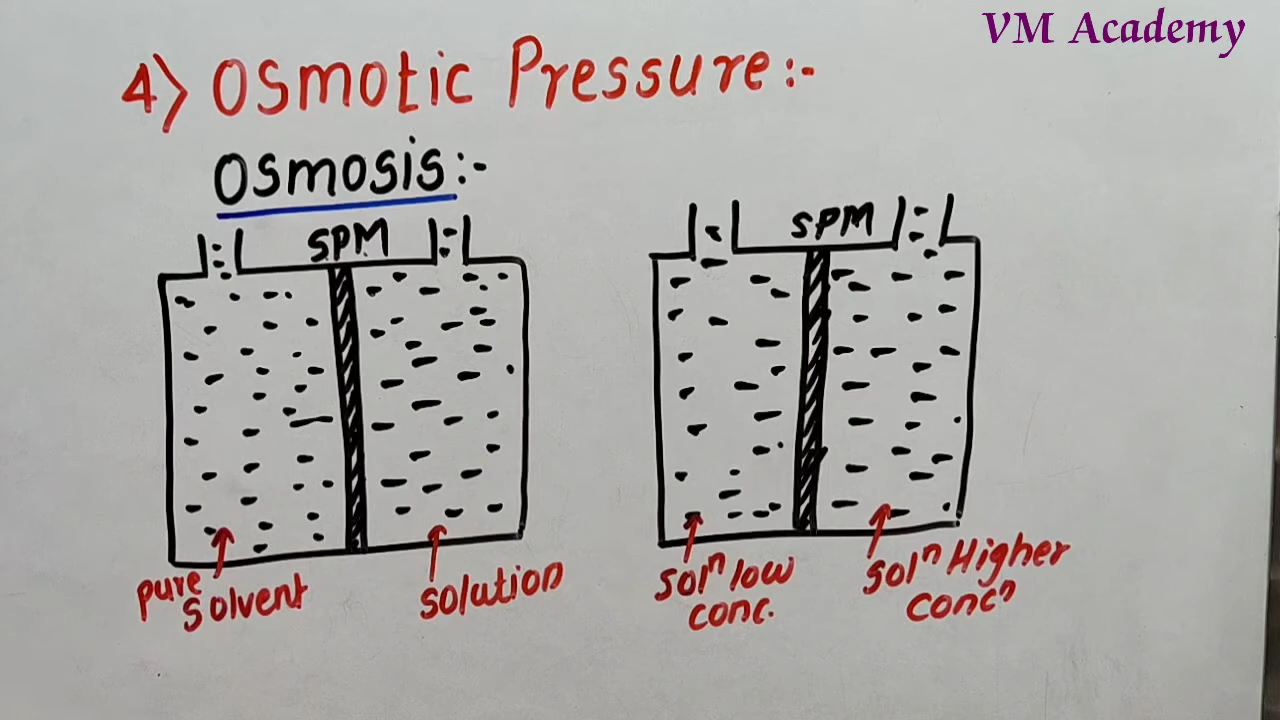 VM Academy
4) Osmotic Pressure:-
Osmosis:-
SPM
SPM
pure solvent
solution
Solⁿ low
conc.
Solⁿ Higher
Concⁿ